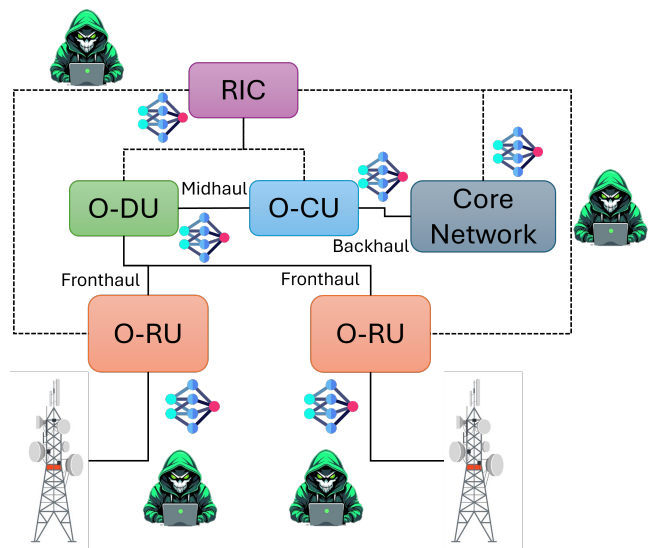 RIC
O-DU
Midhaul
O-CU
Core
Network
Backhaul
Fronthaul
Fronthaul
O-RU
O-RU